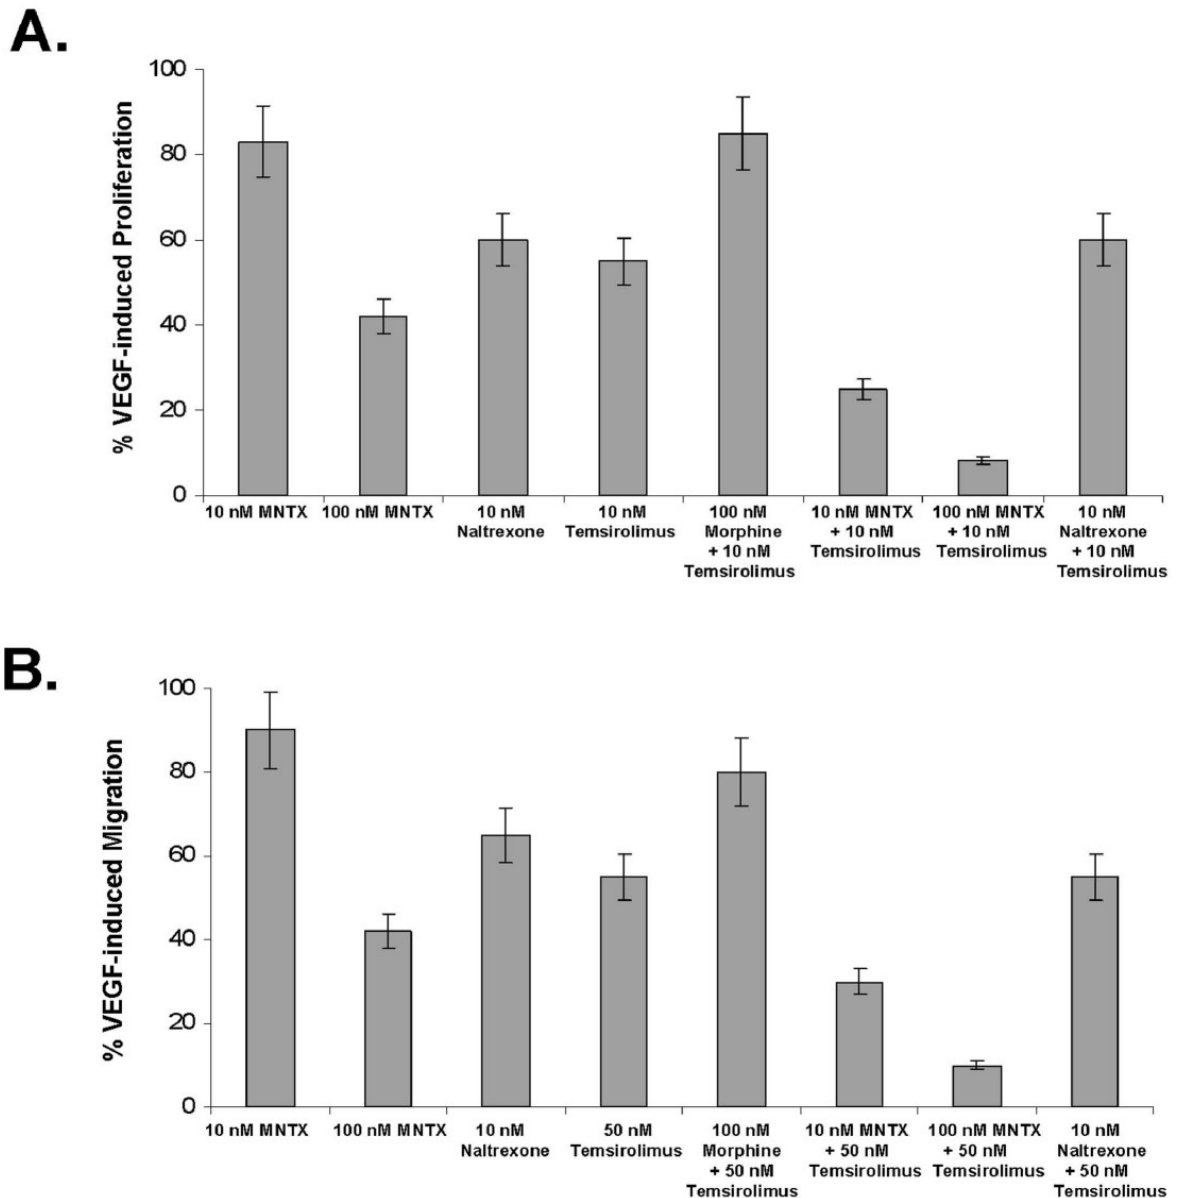 A.
% VEGF-induced Proliferation
100
80
60
40
20
0
10 nM MNTX
100 nM MNTX
10 nM
Naltrexone
10 nM
Temsirolimus
100 nM
Morphine
+ 10 nM
Temsirolimus
10 nM MNTX
+ 10 nM
Temsirolimus
100 nM MNTX
+ 10 nM
Temsirolimus
10 nM
Naltrexone
+ 10 nM
Temsirolimus
B.
% VEGF-induced Migration
100
80
60
40
20
0
10 nM MNTX
100 nM MNTX
10 nM
Naltrexone
50 nM
Temsirolimus
100 nM
Morphine
+ 50 nM
Temsirolimus
10 nM MNTX
+ 50 nM
Temsirolimus
100 nM MNTX
+ 50 nM
Temsirolimus
10 nM
Naltrexone
+ 50 nM
Temsirolimus